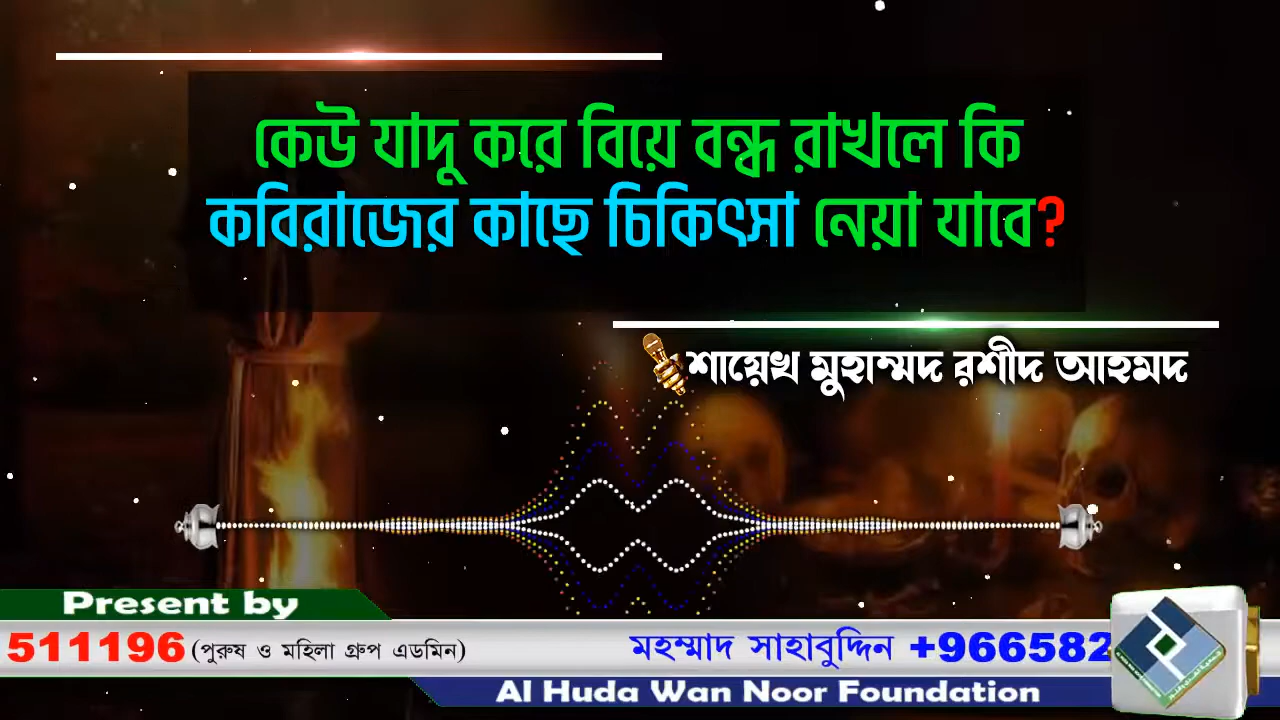 কেউ যাদু করে বিয়ে বন্ধ রাখলে কি
কবিরাজের কাছে চিকিৎসা নেয়া যাবে?
শায়েখ মুহাম্মদ রশীদ আহমদ
Present by
511196 (পুরুষ ও মহিলা গ্রুপ এডমিন) মহম্মাদ সাহাবুদ্দিন +966582
Al Huda Wan Noor Foundation